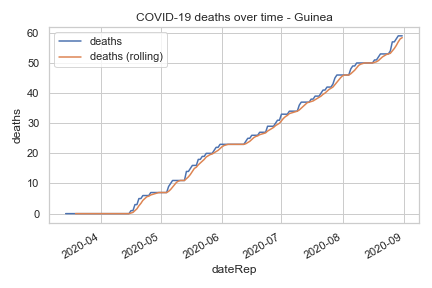 COVID-19 deaths over time - Guinea
deaths
deaths (rolling)
60
50
40
30
20
10
0
deaths
2020-04
2020-05
2020-06
2020-07
2020-08
2020-09
dateRep